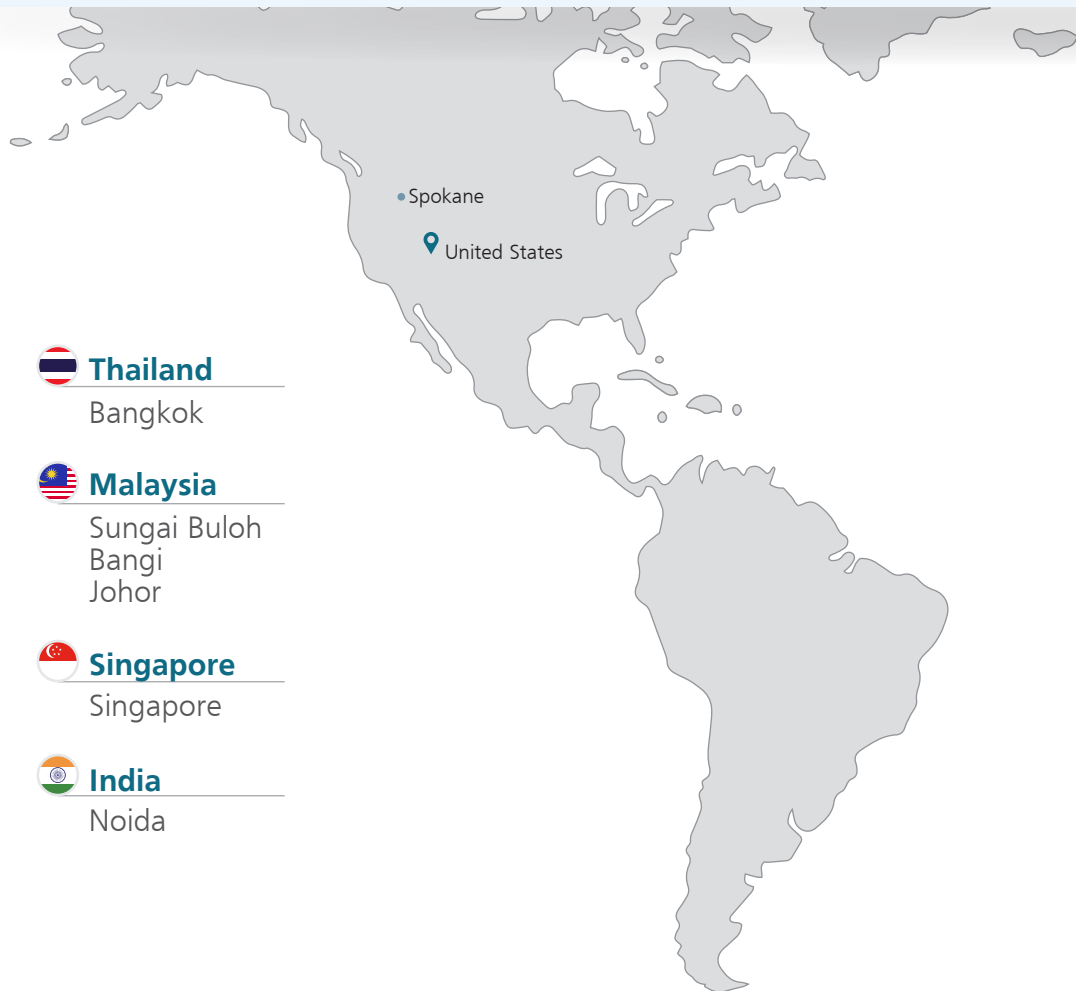 Spokane
United States
Thailand
Bangkok
Malaysia
Sungai Buloh
Bangi
Johor
Singapore
Singapore
India
Noida